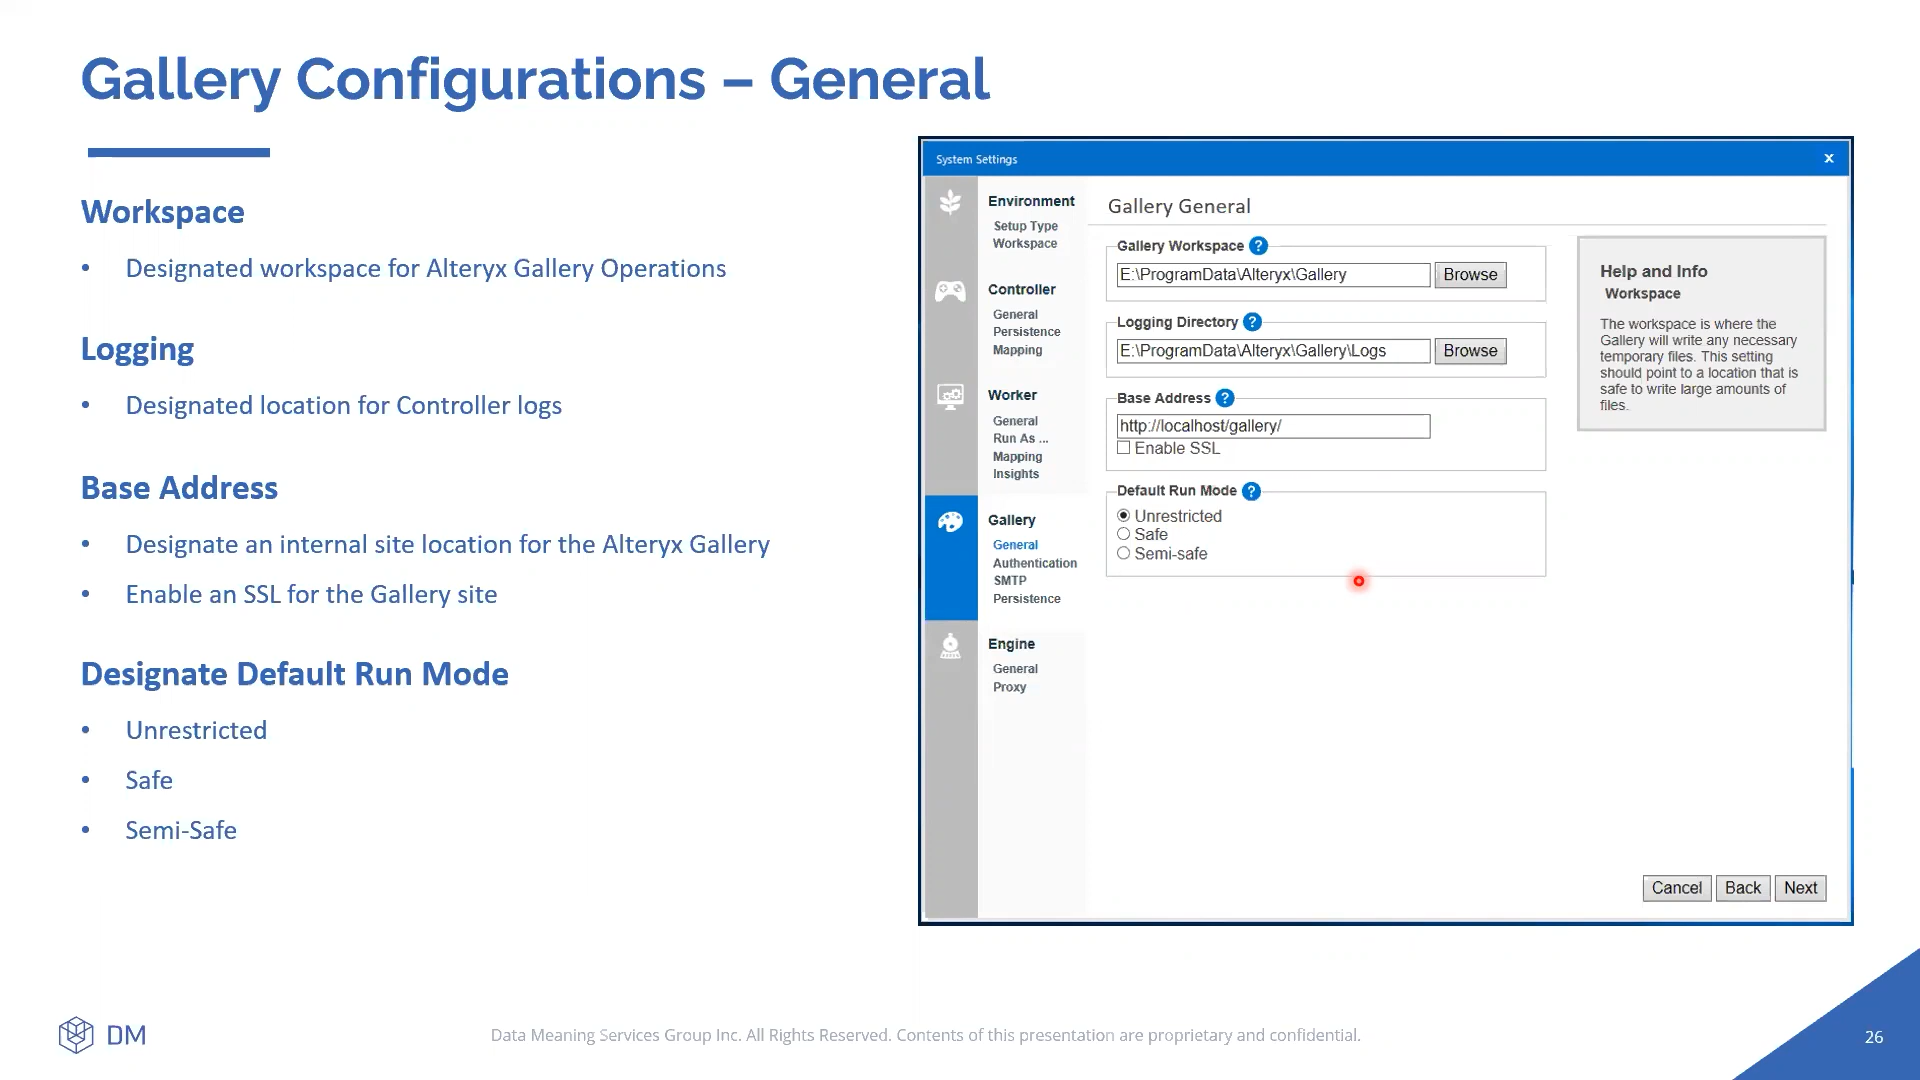 Gallery Configurations – General
Workspace
• Designated workspace for Alteryx Gallery Operations
Logging
• Designated location for Controller logs
Base Address
• Designate an internal site location for the Alteryx Gallery
• Enable an SSL for the Gallery site
Designate Default Run Mode
• Unrestricted
• Safe
• Semi-Safe
System Settings
x
Environment
Setup Type
Workspace
Controller
General
Persistence
Mapping
Worker
General
Run As ...
Mapping
Insights
Gallery
General
Authentication
SMTP
Persistence
Engine
General
Proxy
Gallery General
Gallery Workspace ?
E:\ProgramData\Alteryx\Gallery
Browse
Logging Directory ?
E:\ProgramData\Alteryx\Gallery\Logs
Browse
Base Address ?
http://localhost/gallery/
Enable SSL
Default Run Mode ?
Unrestricted
Safe
Semi-safe
Help and Info
Workspace
The workspace is where the
Gallery will write any necessary
temporary files. This setting
should point to a location that is
safe to write large amounts of
files.
Cancel
Back
Next
DM
Data Meaning Services Group Inc. All Rights Reserved. Contents of this presentation are proprietary and confidential.
26